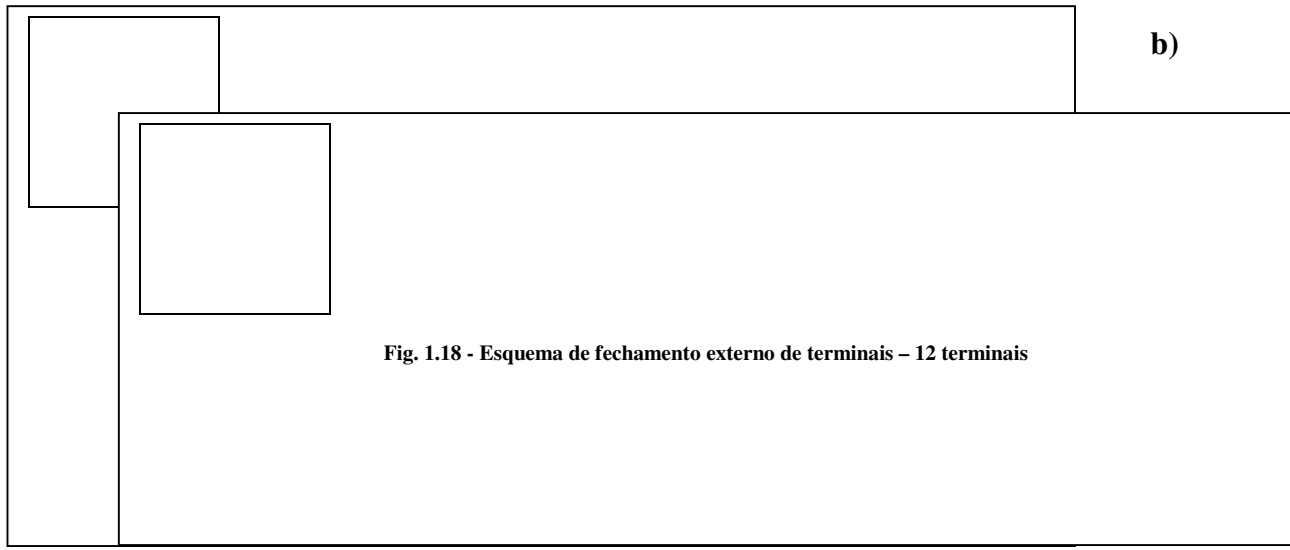 b)
Fig. 1.18 - Esquema de fechamento externo de terminais – 12 terminais